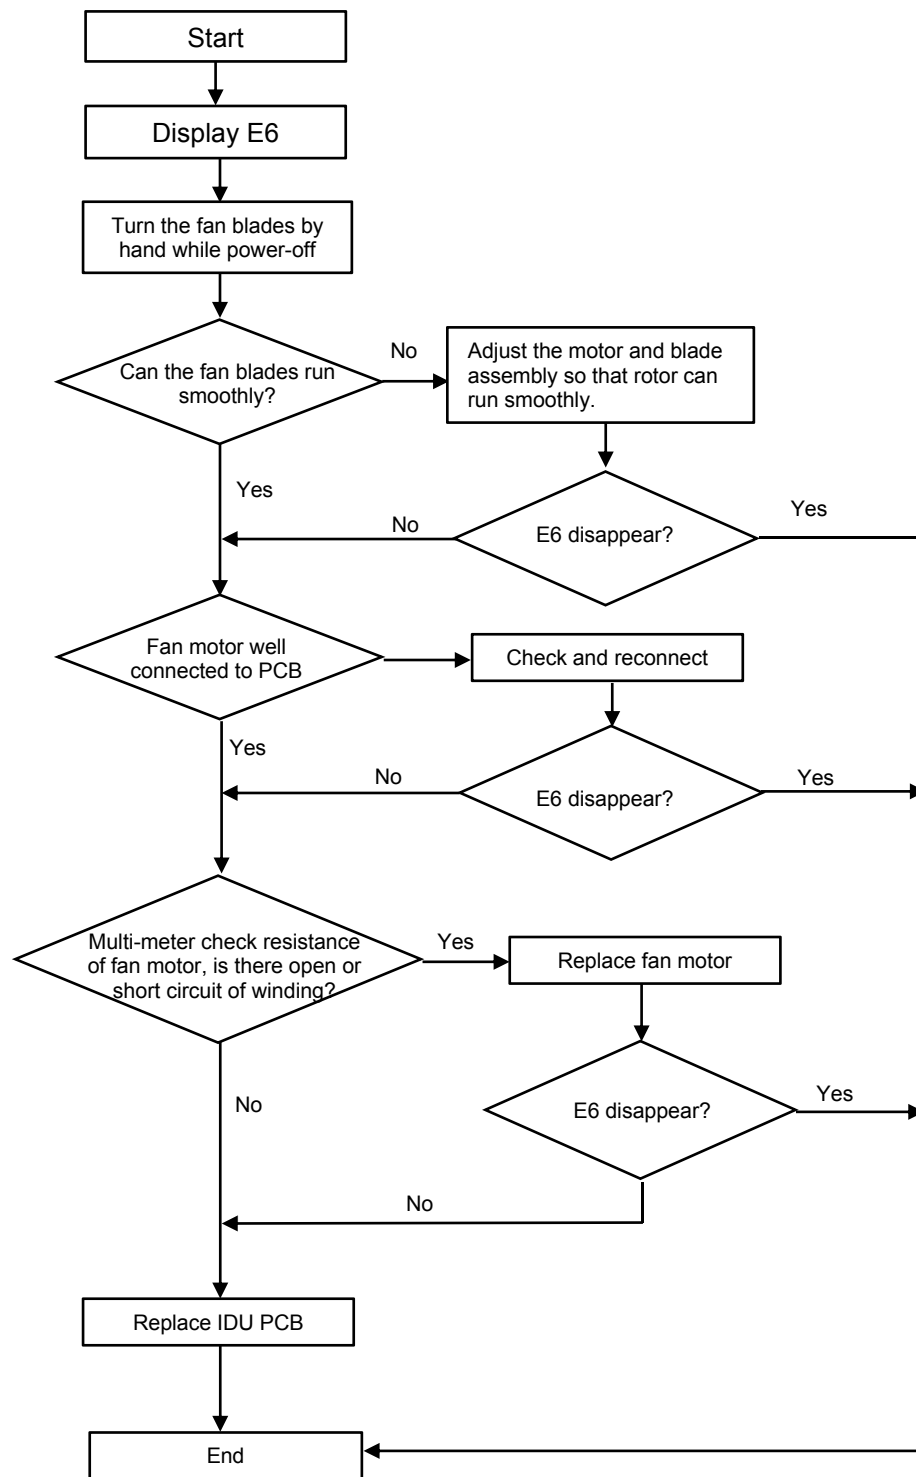 Start
Display E6
Turn the fan blades by
hand while power-off
Can the fan blades run
smoothly?
No
Adjust the motor and blade
assembly so that rotor can
run smoothly.
Yes
No
E6 disappear?
Yes
Fan motor well
connected to PCB
Check and reconnect
Yes
No
E6 disappear?
Yes
Multi-meter check resistance
of fan motor, is there open or
short circuit of winding?
Yes
Replace fan motor
No
E6 disappear?
Yes
No
Replace IDU PCB
End